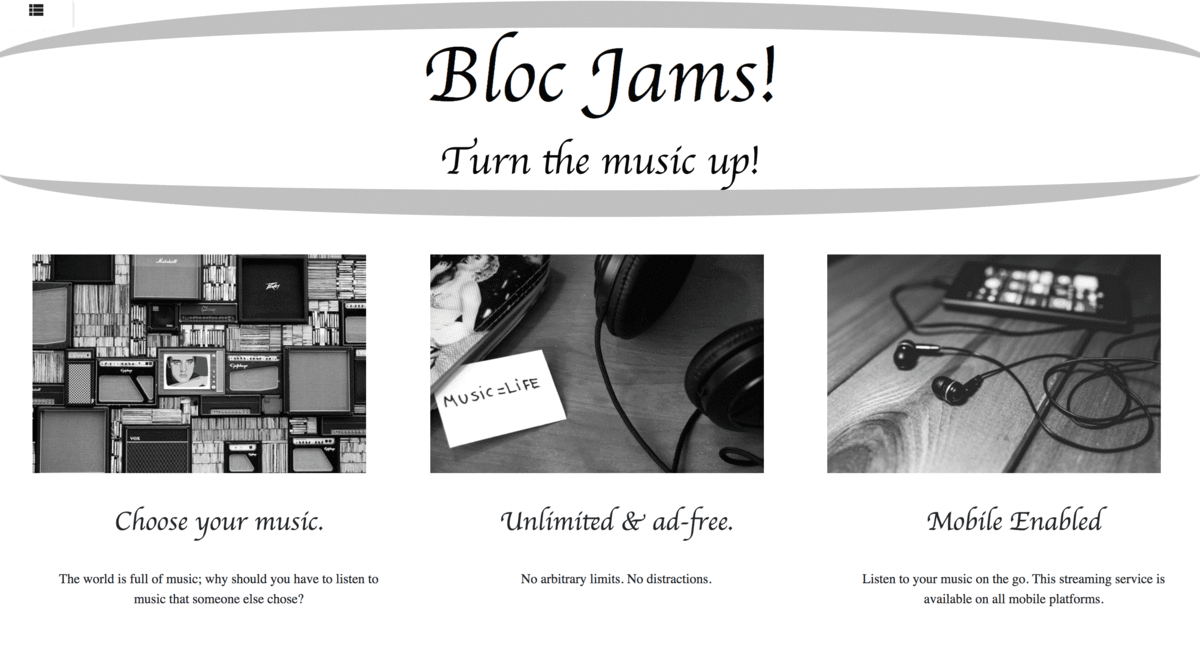 Bloc Jams!
Turn the music up!
Marshall
PEAVEY
Epiphone
Epiphone
VOX
MUSIC=LIFE
Choose your music.
Unlimited & ad-free.
Mobile Enabled
The world is full of music; why should you have to listen to
music that someone else chose?
No arbitrary limits. No distractions.
Listen to your music on the go. This streaming service is
available on all mobile platforms.